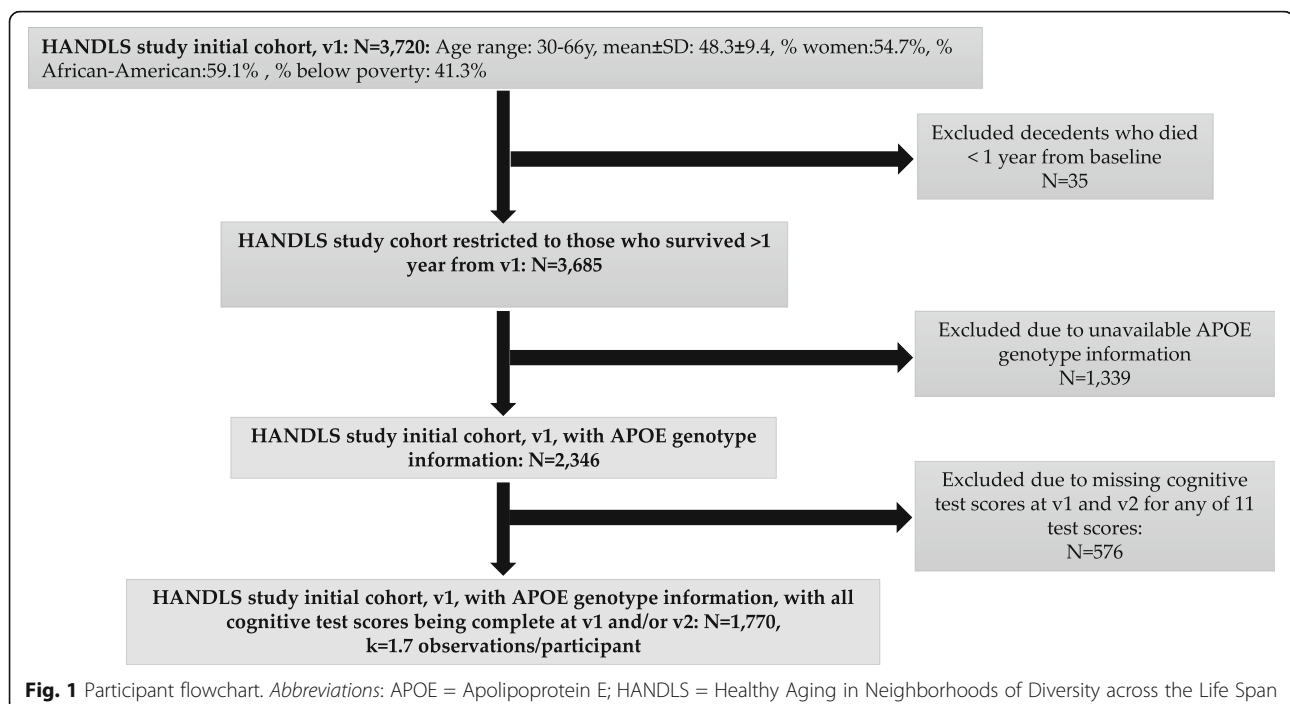 HANDLS study initial cohort, v1: N=3,720: Age range: 30-66y, mean±SD: 48.3±9.4, % women:54.7%, %
African-American:59.1% , % below poverty: 41.3%
Excluded decedents who died
< 1 year from baseline
N=35
HANDLS study cohort restricted to those who survived >1
year from v1: N=3,685
Excluded due to unavailable APOE
genotype information
N=1,339
HANDLS study initial cohort, v1, with APOE genotype
information: N=2,346
Excluded due to missing cognitive
test scores at v1 and v2 for any of 11
test scores:
N=576
HANDLS study initial cohort, v1, with APOE genotype information, with all
cognitive test scores being complete at v1 and/or v2: N=1,770,
k=1.7 observations/participant
Fig. 1 Participant flowchart. Abbreviations: APOE = Apolipoprotein E; HANDLS = Healthy Aging in Neighborhoods of Diversity across the Life Span